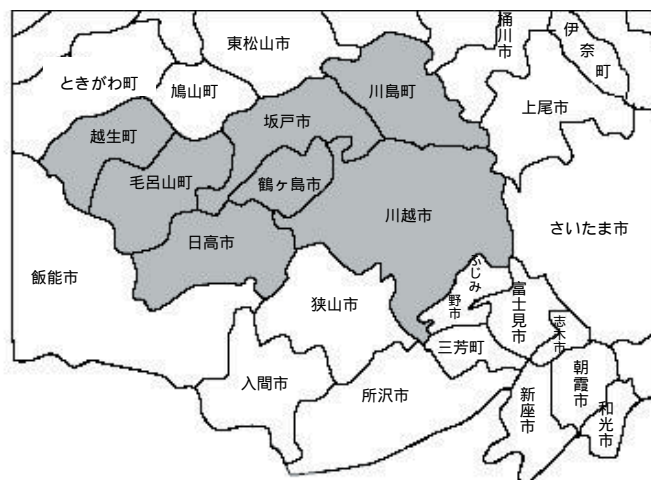 東松山市
桶川市
伊奈町
ときがわ町
鳩山町
川島町
上尾市
坂戸市
越生町
毛呂山町
鶴ヶ島市
川越市
さいたま市
日高市
飯能市
ふじみ
野市
富士見市
狭山市
志木市
三芳町
朝霞市
入間市
所沢市
新座市
和光市